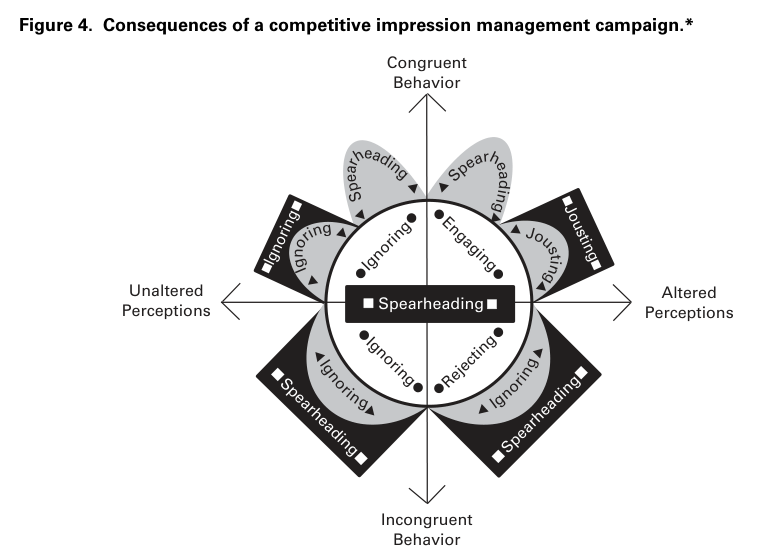 Figure 4. Consequences of a competitive impression management campaign.*
Congruent
Behavior
Spearheading
Spearheading
Ignoring
Ignoring
Ignoring
Engaging
Jousting
Jousting
Unaltered
Perceptions
Spearheading
Altered
Perceptions
Ignoring
Rejecting
Ignoring
Ignoring
Spearheading
Spearheading
Incongruent
Behavior